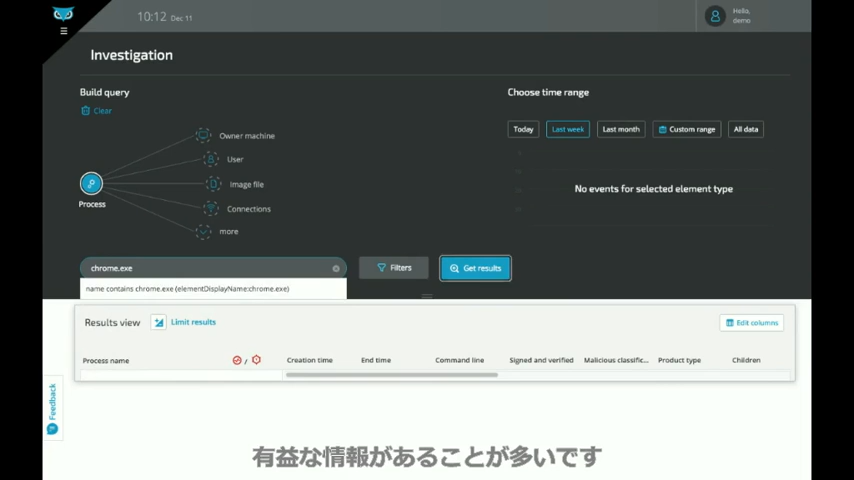 10:12 Dec 11
Hello,
demo
Investigation
Build query
Clear
Choose time range
Today
Last week
Last month
Custom range
All data
Owner machine
User
Image file
Connections
more
Process
No events for selected element type
chrome.exe
Filters
Get results
name contains chrome.exe (elementDisplayName:chrome.exe)
Results view
Limit results
Edit columns
Process name
/
Creation time
End time
Command line
Signed and verified
Malicious classific...
Product type
Children
Feedback
有益な情報があることが多いです